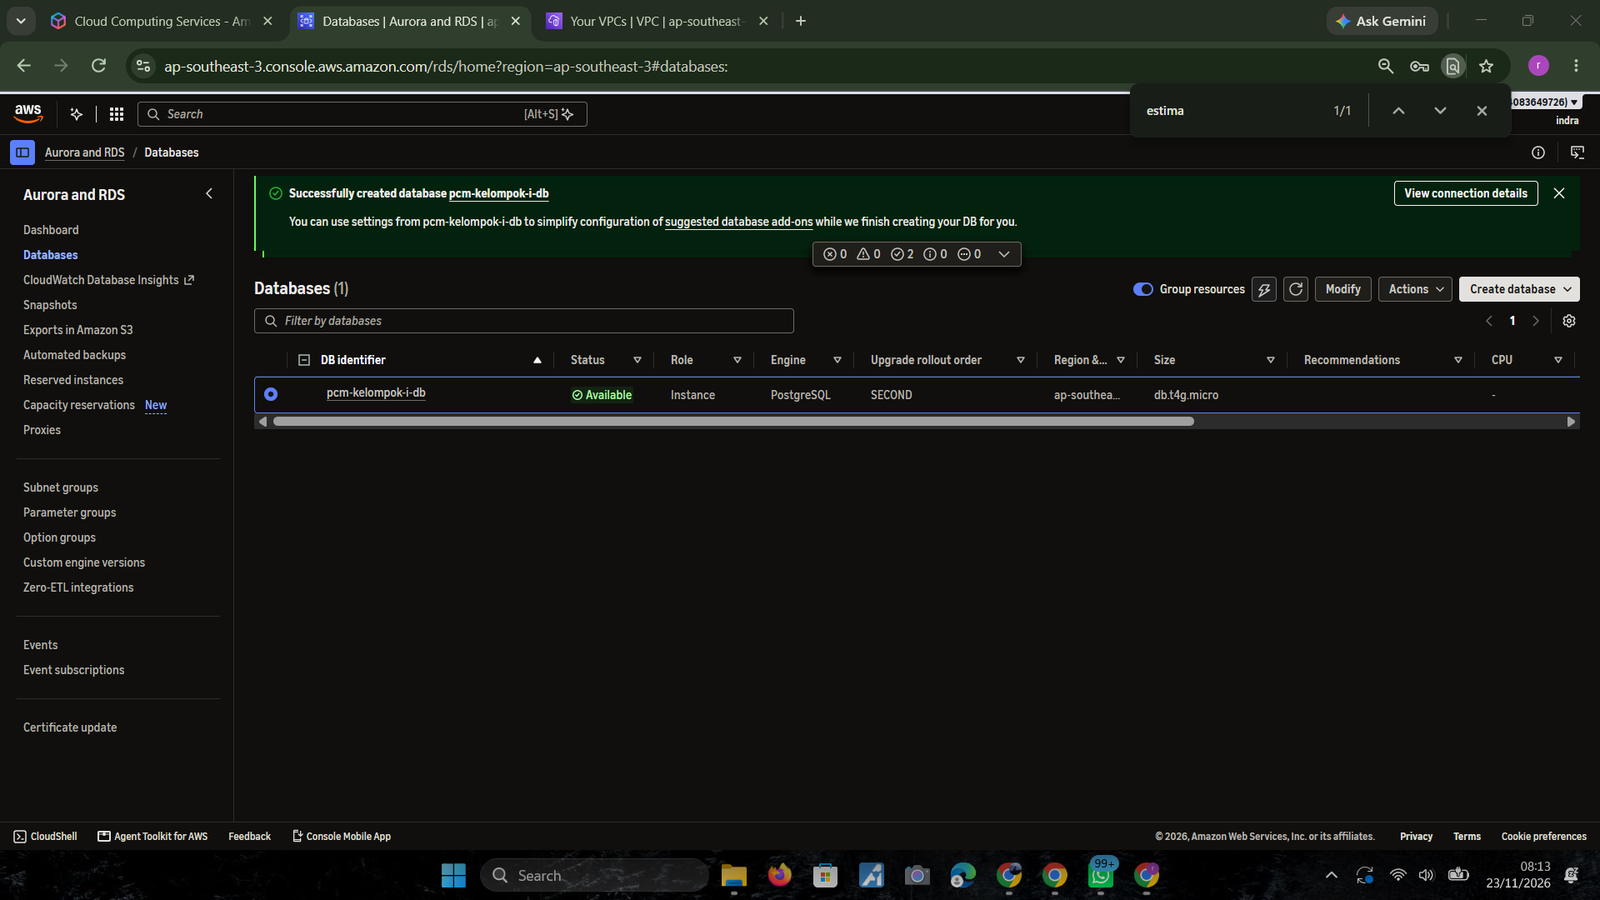 Cloud Computing Services - Am
Databases | Aurora and RDS | ap
Your VPCs | VPC | ap-southeast-
Ask Gemini
ap-southeast-3.console.aws.amazon.com/rds/home?region=ap-southeast-3#databases:
r
estima
1/1
aws
Search
[Alt+S]
083649726)
indra
Aurora and RDS / Databases
Aurora and RDS
Dashboard
Databases
CloudWatch Database Insights
Snapshots
Exports in Amazon S3
Automated backups
Reserved instances
Capacity reservations New
Proxies
Subnet groups
Parameter groups
Option groups
Custom engine versions
Zero-ETL integrations
Events
Event subscriptions
Certificate update
Successfully created database pcm-kelompok-i-db
View connection details
You can use settings from pcm-kelompok-i-db to simplify configuration of suggested database add-ons while we finish creating your DB for you.
0 0 2 0 0
Databases (1)
Group resources
Modify
Actions
Create database
Filter by databases
1
DB identifier Status Role Engine Upgrade rollout order Region &... Size Recommendations CPU
pcm-kelompok-i-db Available Instance PostgreSQL SECOND ap-southea... db.t4g.micro -
CloudShell
Agent Toolkit for AWS
Feedback
Console Mobile App
© 2026, Amazon Web Services, Inc. or its affiliates.
Privacy
Terms
Cookie preferences
Search
99+
08:13
23/11/2026